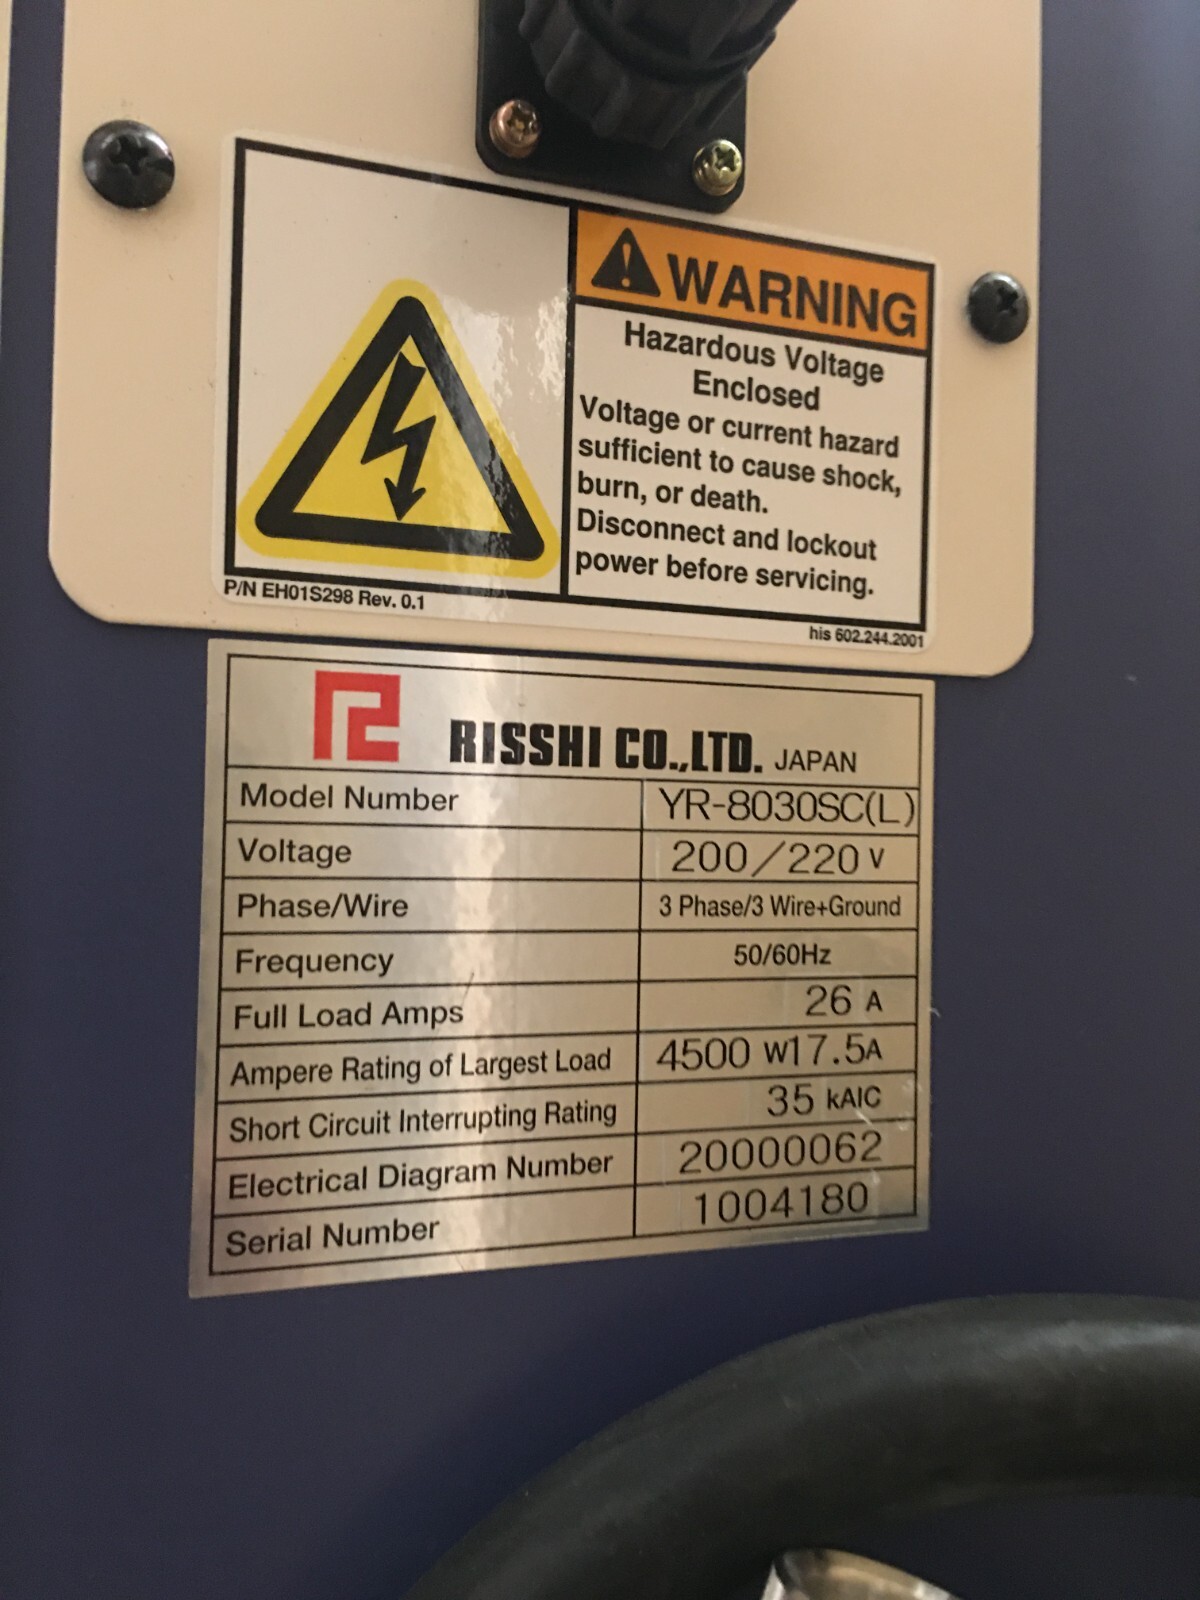 WARNING
Hazardous Voltage
Enclosed
Voltage or current hazard
sufficient to cause shock,
burn, or death.
Disconnect and lockout
power before servicing.
P/N EH01S298 Rev. 0.1
his 602.244.2001
RISSHI CO.,LTD. JAPAN
Model Number YR-8030SC(L)
Voltage 200/220 V
Phase/Wire 3 Phase/3 Wire+Ground
Frequency 50/60Hz
Full Load Amps 26 A
Ampere Rating of Largest Load 4500 W17.5A
Short Circuit Interrupting Rating 35 kAIC
Electrical Diagram Number 20000062
Serial Number 1004180